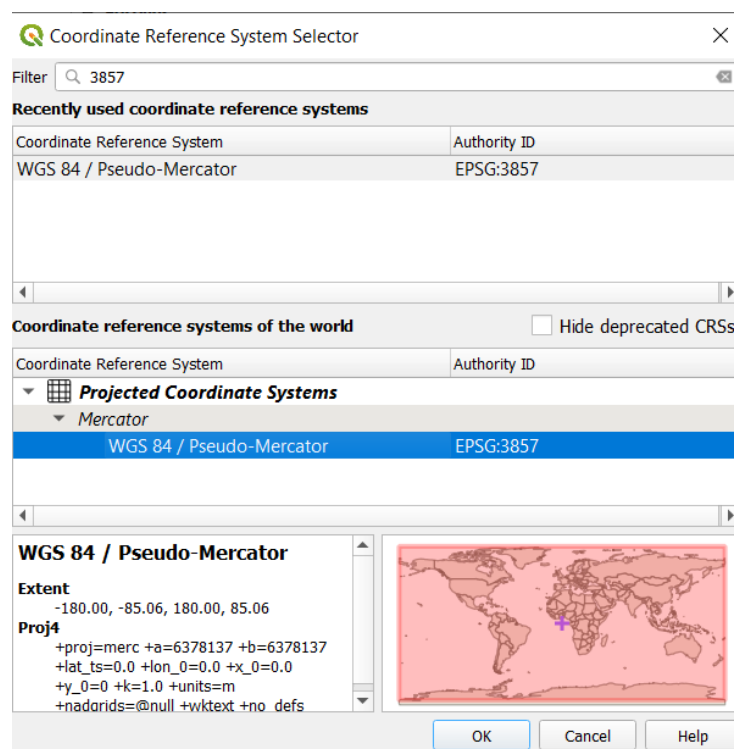 Coordinate Reference System Selector
Filter 3857
Recently used coordinate reference systems
Coordinate Reference System Authority ID
WGS 84 / Pseudo-Mercator EPSG:3857
Coordinate reference systems of the world Hide deprecated CRSs
Coordinate Reference System Authority ID
Projected Coordinate Systems
Mercator
WGS 84 / Pseudo-Mercator EPSG:3857
WGS 84 / Pseudo-Mercator
Extent
-180.00, -85.06, 180.00, 85.06
Proj4
+proj=merc +a=6378137 +b=6378137
+lat_ts=0.0 +lon_0=0.0 +x_0=0.0
+y_0=0 +k=1.0 +units=m
+nadgrids=@null +wktext +no_defs
OK Cancel Help